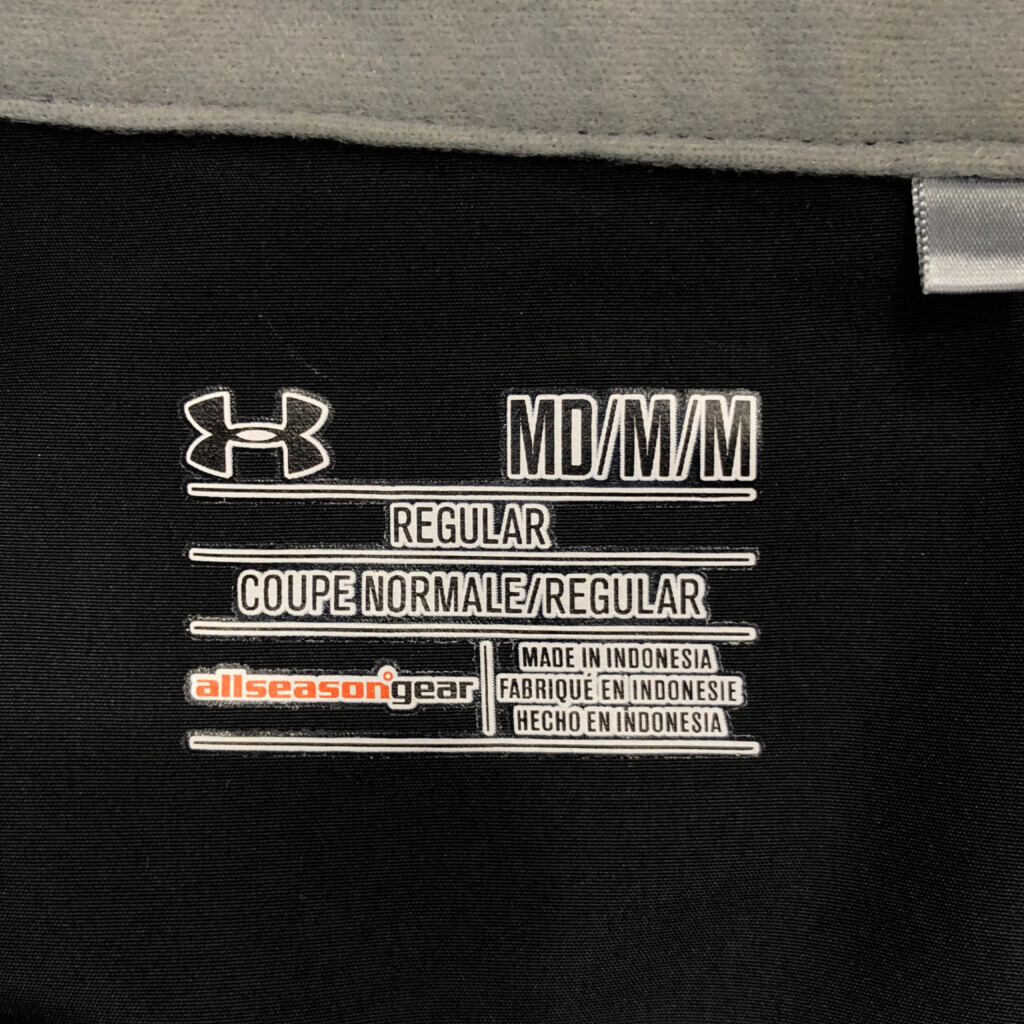 MD/M/M
REGULAR
COUPE NORMALE/REGULAR
allseasongear
MADE IN INDONESIA
FABRIQUÉ EN INDONESIE
HECHO EN INDONESIA